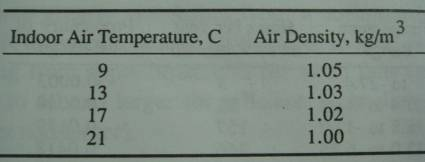 Indoor Air Temperature, C Air Density, kg/m³
9 1.05
13 1.03
17 1.02
21 1.00